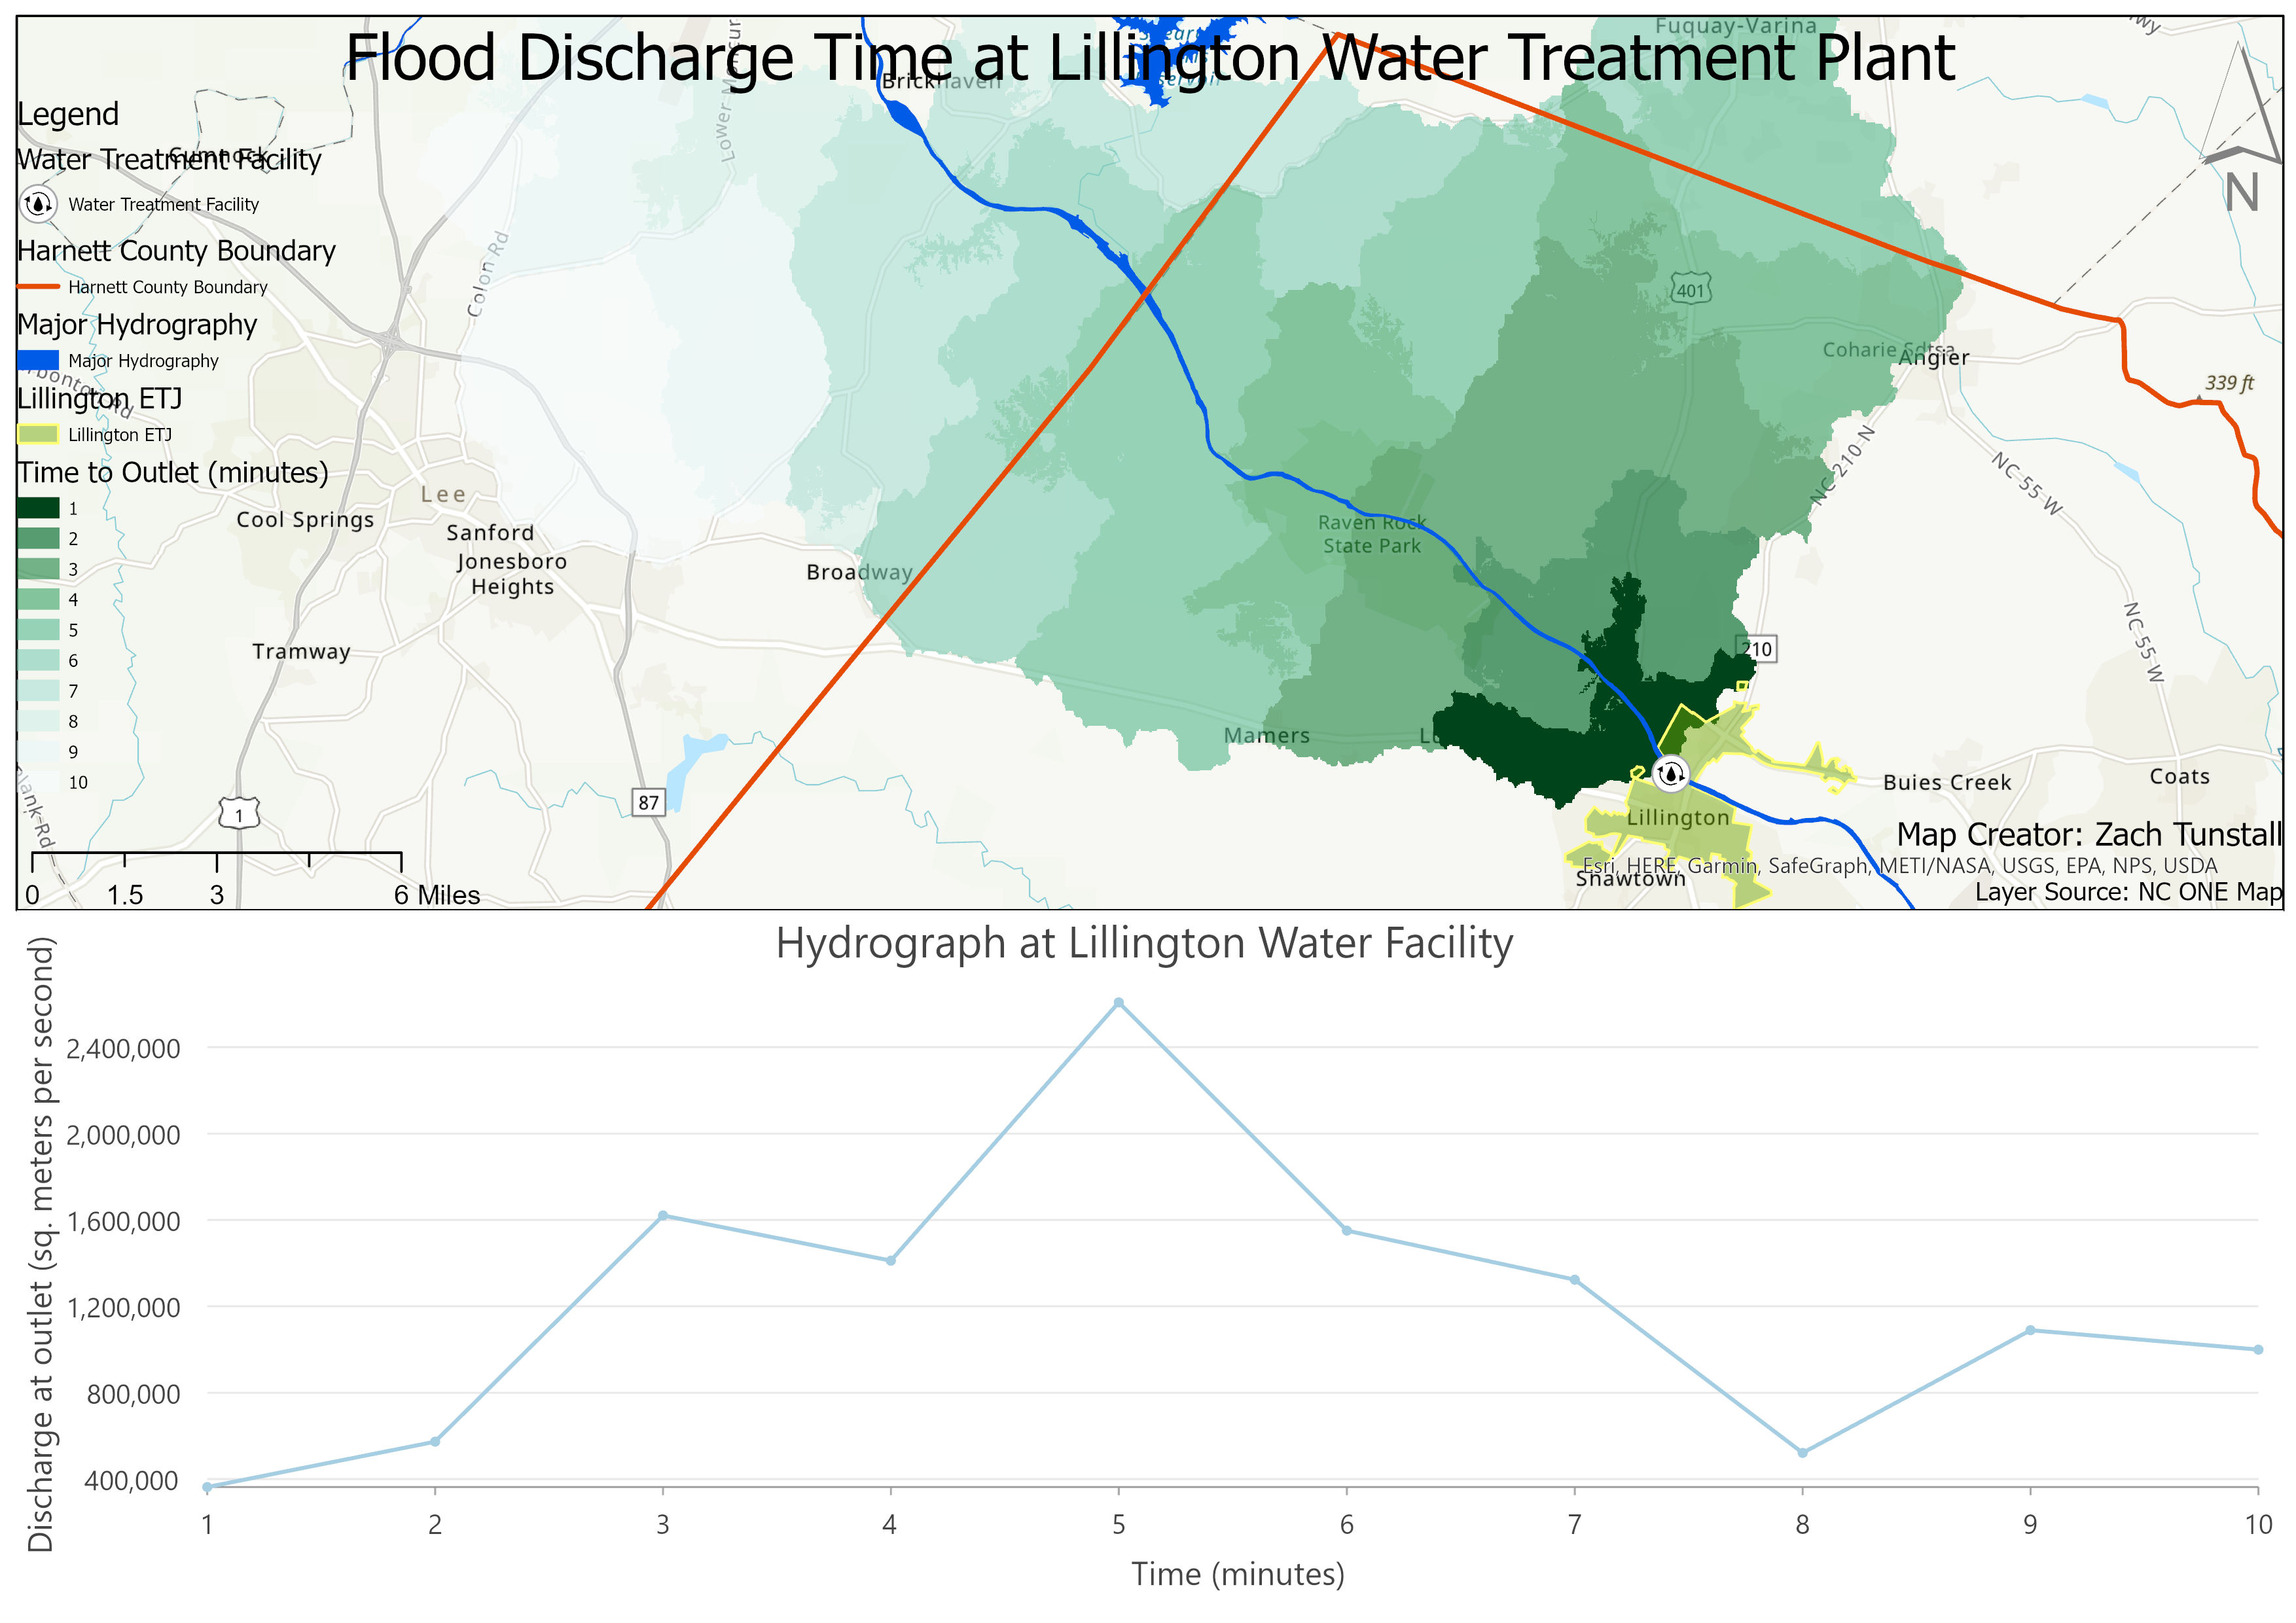 Flood Discharge Time at Lillington Water Treatment Plant
Fuquay-Varina
Brickhaven
Legend
Cumnock
Water Treatment Facility
Water Treatment Facility
N
Colon Rd
Harnett County Boundary
Harnett County Boundary
401
Major Hydrography
Major Hydrography
Angier
339 ft
Lillington ETJ
Lillington ETJ
NC 210 N
NC 55 W
Time to Outlet (minutes)
1
2
3
4
5
6
7
8
9
10
Lee
Cool Springs
Sanford
Jonesboro
Heights
Broadway
Raven Rock
State Park
Tramway
210
NC 55 W
Mamers
Buies Creek
Coats
87
1
Lillington
Map Creator: Zach Tunstall
Esri, HERE, Garmin, SafeGraph, METI/NASA, USGS, EPA, NPS, USDA
Shawtown
Layer Source: NC ONE Map
0 1.5 3 6 Miles
Hydrograph at Lillington Water Facility
Discharge at outlet (sq. meters per second)
2,400,000
2,000,000
1,600,000
1,200,000
800,000
400,000
1 2 3 4 5 6 7 8 9 10
Time (minutes)